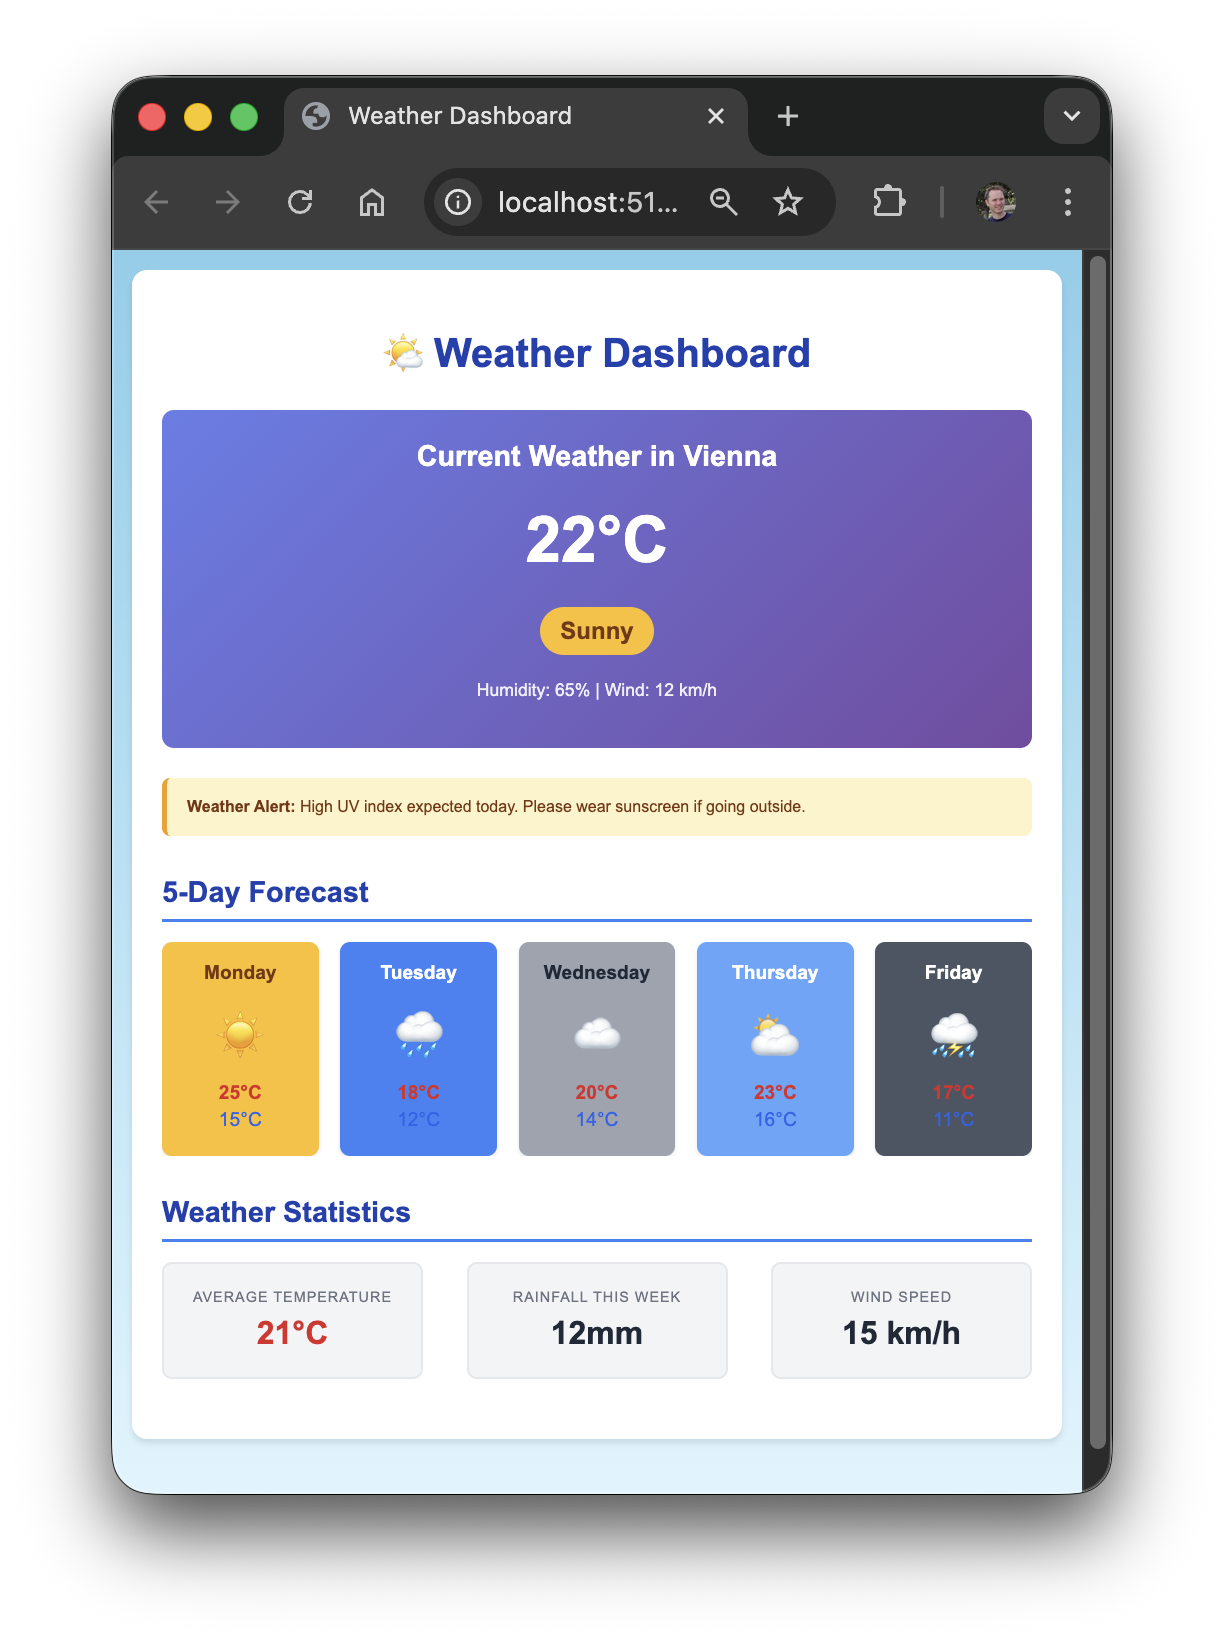 Weather Dashboard
localhost:51...
Weather Dashboard
Current Weather in Vienna
22°C
Sunny
Humidity: 65% | Wind: 12 km/h
Weather Alert: High UV index expected today. Please wear sunscreen if going outside.
5-Day Forecast
Monday
25°C
15°C
Tuesday
18°C
12°C
Wednesday
20°C
14°C
Thursday
23°C
16°C
Friday
17°C
11°C
Weather Statistics
AVERAGE TEMPERATURE
21°C
RAINFALL THIS WEEK
12mm
WIND SPEED
15 km/h